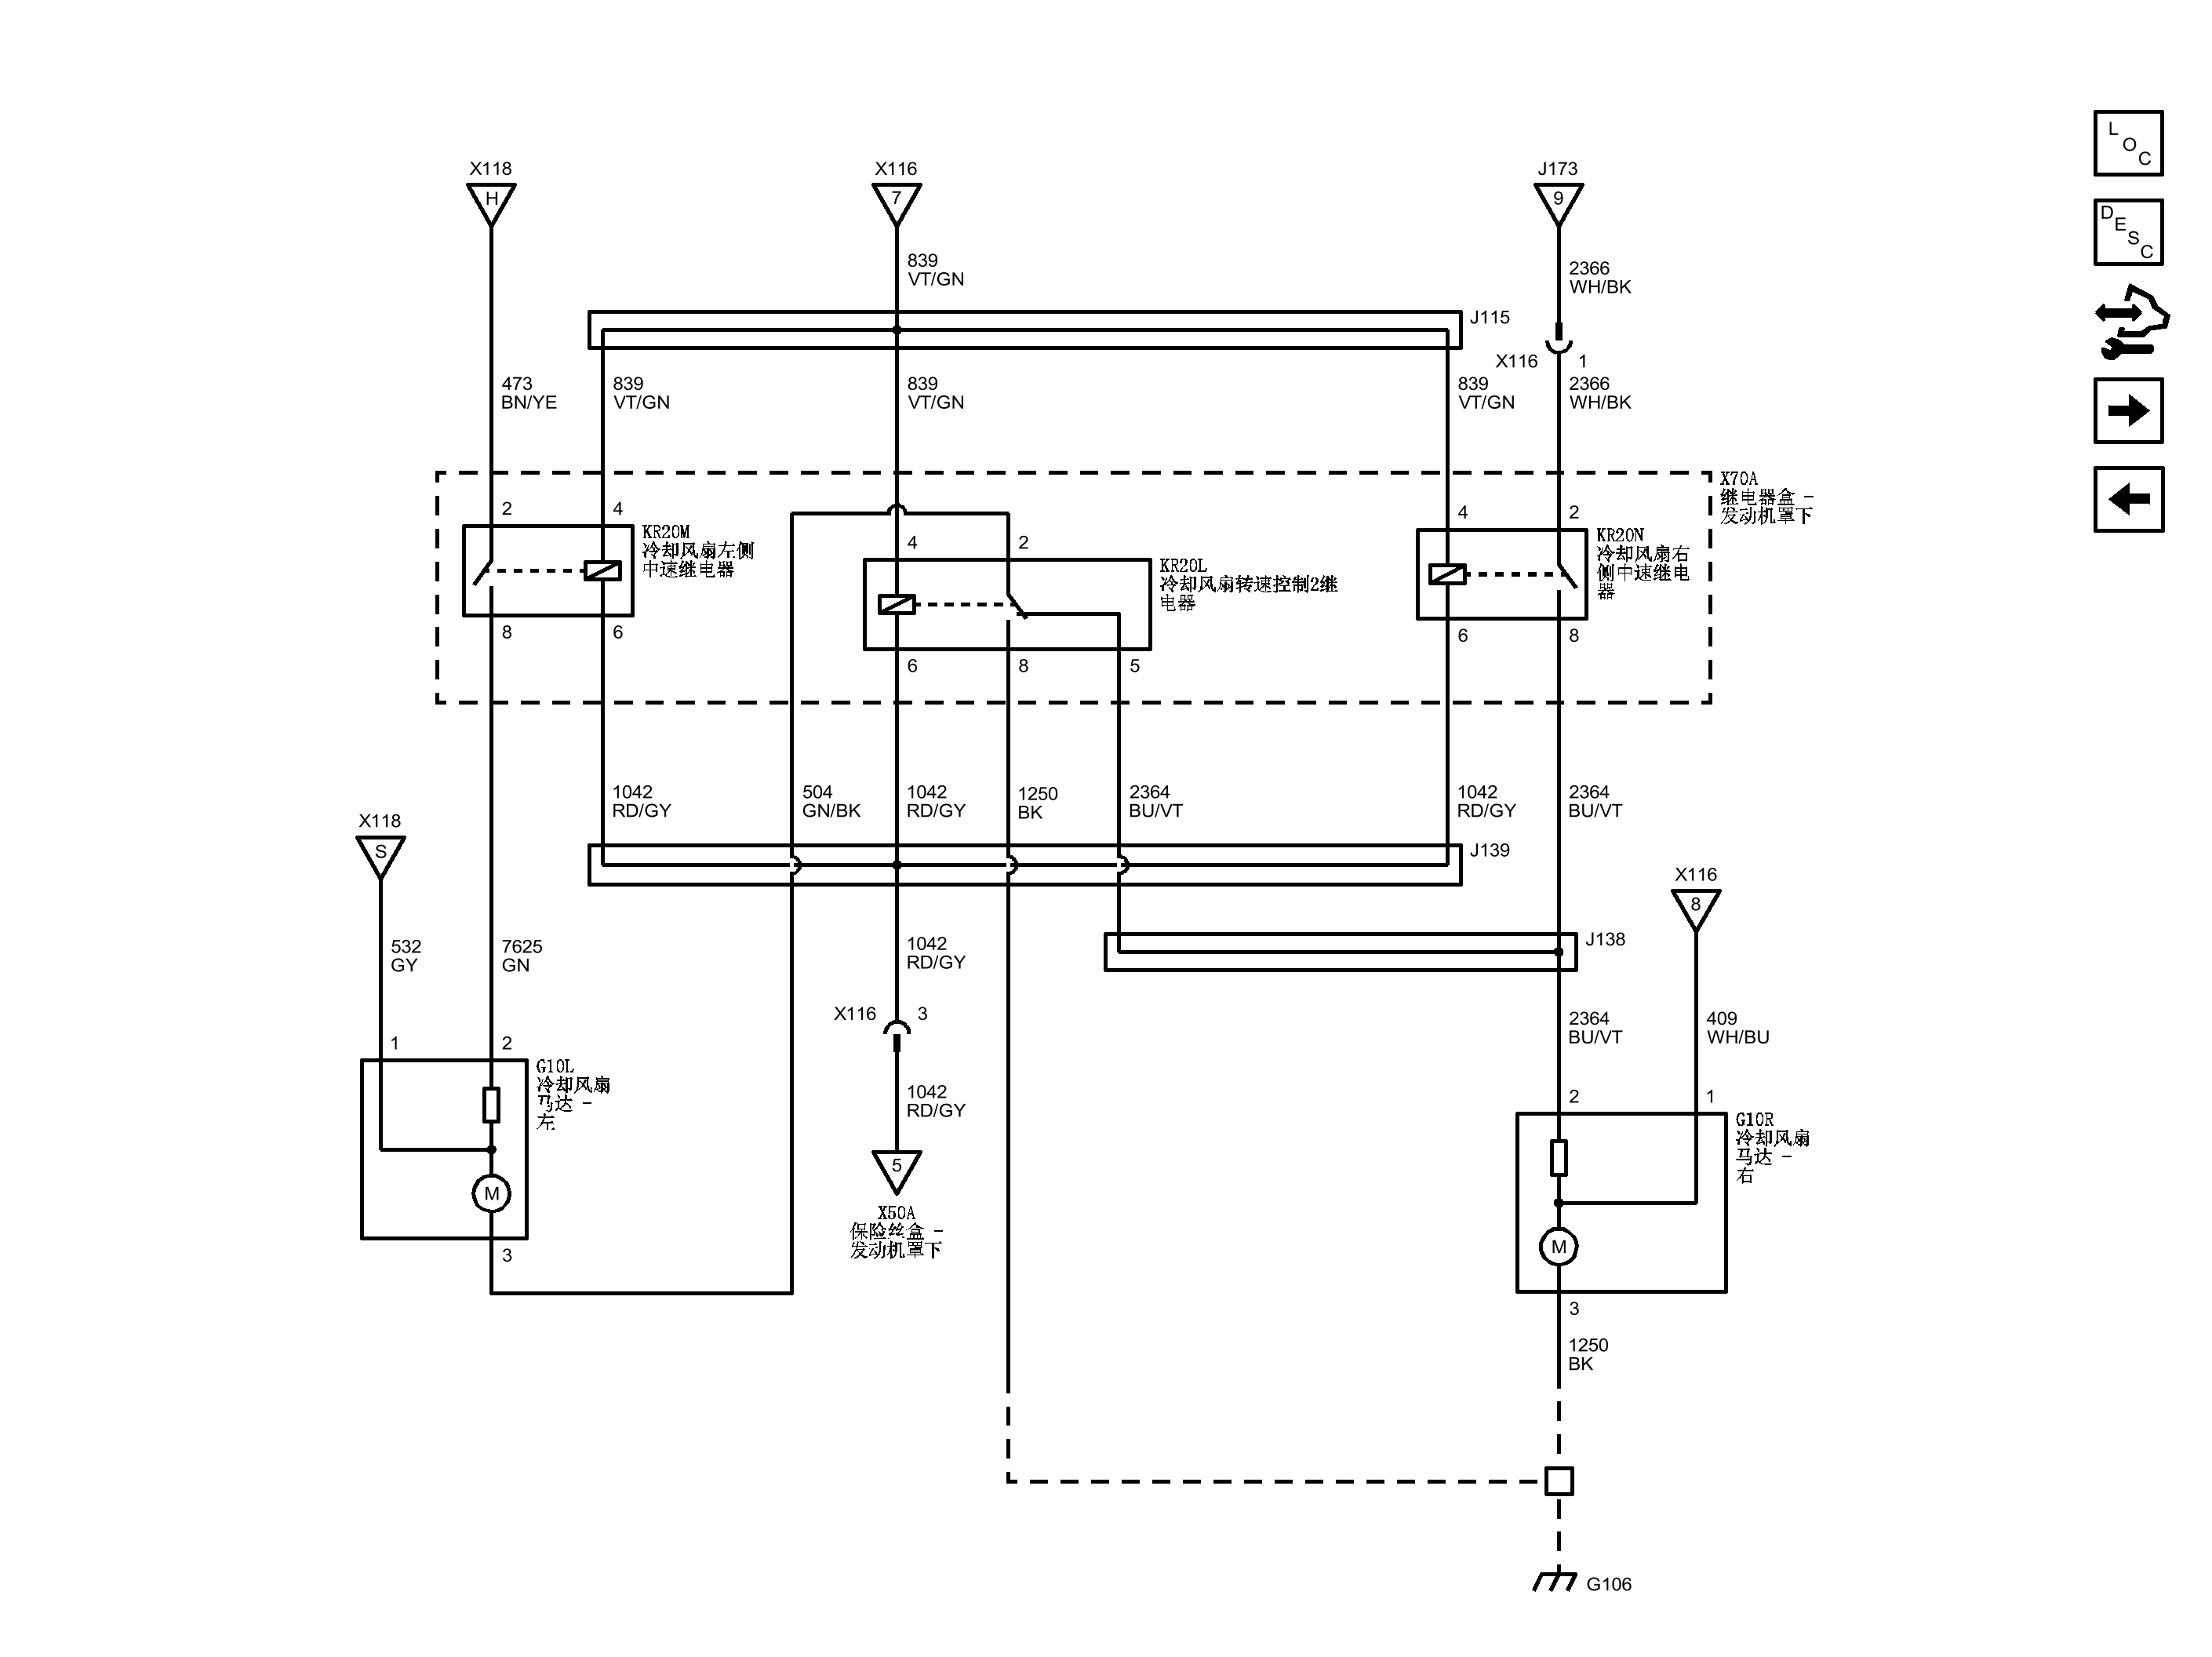 L
O
C
D
E
S
C
X118
H
X116
7
J173
9
839
VT/GN
2366
WH/BK
J115
X116
1
473
BN/YE
839
VT/GN
839
VT/GN
839
VT/GN
2366
WH/BK
X70A
继电器盒 -
发动机罩下
2
4
KR20M
冷却风扇左侧
中速继电器
4
2
KR20L
冷却风扇转速控制2继
电器
4
2
KR20N
冷却风扇右
侧中速继电
器
8
6
6
8
5
6
8
1042
RD/GY
504
GN/BK
1042
RD/GY
1250
BK
2364
BU/VT
1042
RD/GY
2364
BU/VT
X118
S
J139
X116
8
532
GY
7625
GN
1042
RD/GY
J138
X116
3
2364
BU/VT
409
WH/BU
1
2
G10L
冷却风扇
马达 -
左
M
3
1042
RD/GY
5
X50A
保险丝盒 -
发动机罩下
2
1
G10R
冷却风扇
马达 -
右
M
3
1250
BK
G106